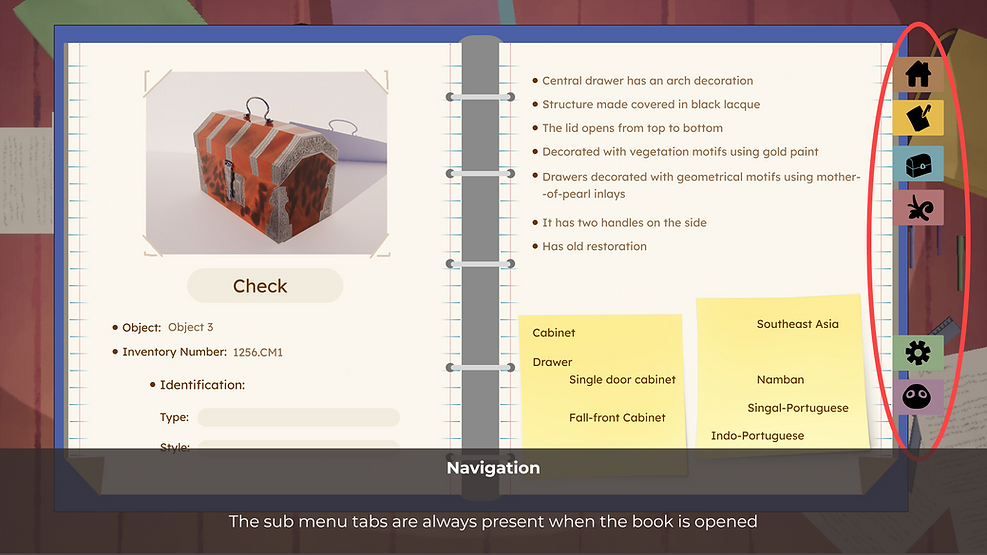 Check
Object: Object 3
Inventory Number: 1256.CM1
Identification:
Type:
Style:
Central drawer has an arch decoration
Structure made covered in black lacque
The lid opens from top to bottom
Decorated with vegetation motifs using gold paint
Drawers decorated with geometrical motifs using mother-
-of-pearl inlays
It has two handles on the side
Has old restoration
Cabinet
Drawer
Single door cabinet
Fall-front Cabinet
Southeast Asia
Namban
Singal-Portuguese
Indo-Portuguese
Navigation
The sub menu tabs are always present when the book is opened